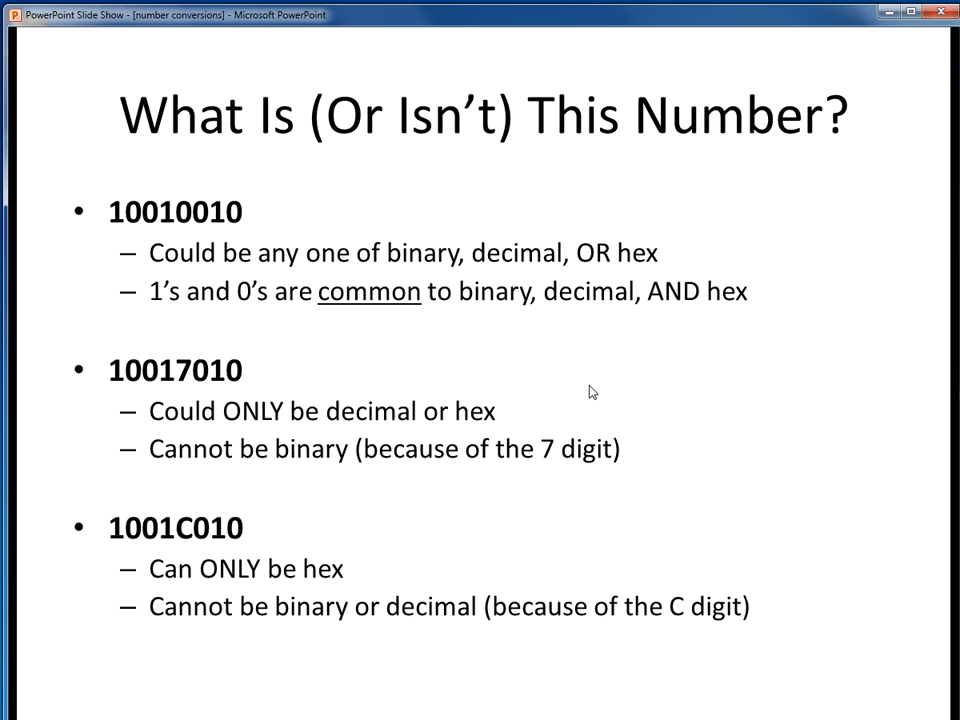 PowerPoint Slide Show - [number conversions] - Microsoft PowerPoint
What Is (Or Isn’t) This Number?
• 10010010
– Could be any one of binary, decimal, OR hex
– 1’s and 0’s are common to binary, decimal, AND hex
• 10017010
– Could ONLY be decimal or hex
– Cannot be binary (because of the 7 digit)
• 1001C010
– Can ONLY be hex
– Cannot be binary or decimal (because of the C digit)